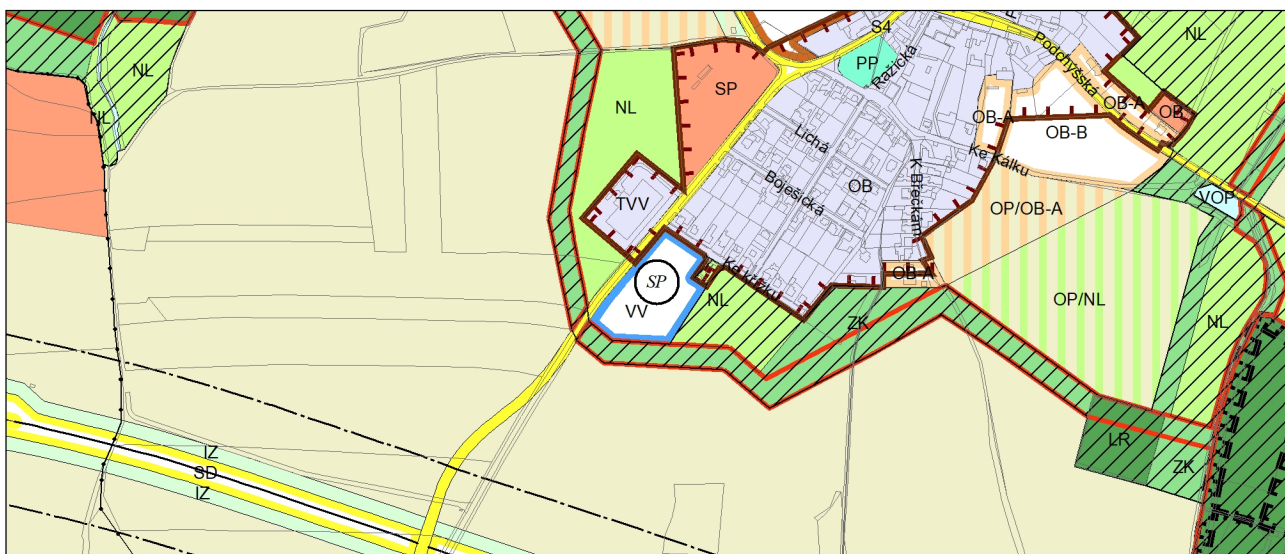 S4
NL
Podchýšská
NL
PP
Ražická
SP
OB-A
OB
NL
NL
Lichá
OB-A
OB-B
Ke Kálku
Boješická
OB
K Břečkám
TVV
VOP
OP/OB-A
OB-A
Ke křížku
SP
NL
VV
OP/NL
ZK
NL
LR
ZK
IZ
SD
IZ